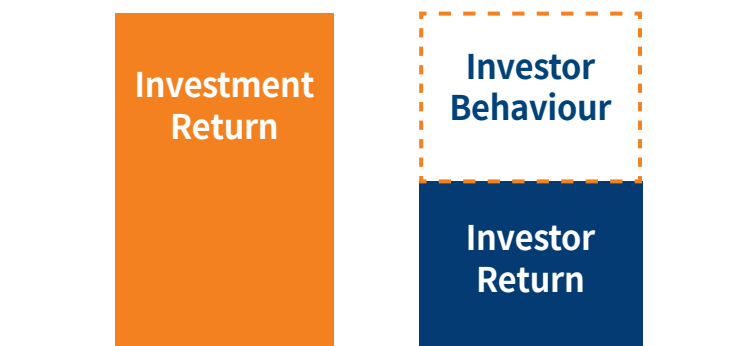 Investment
Return
Investor
Behaviour
Investor
Return